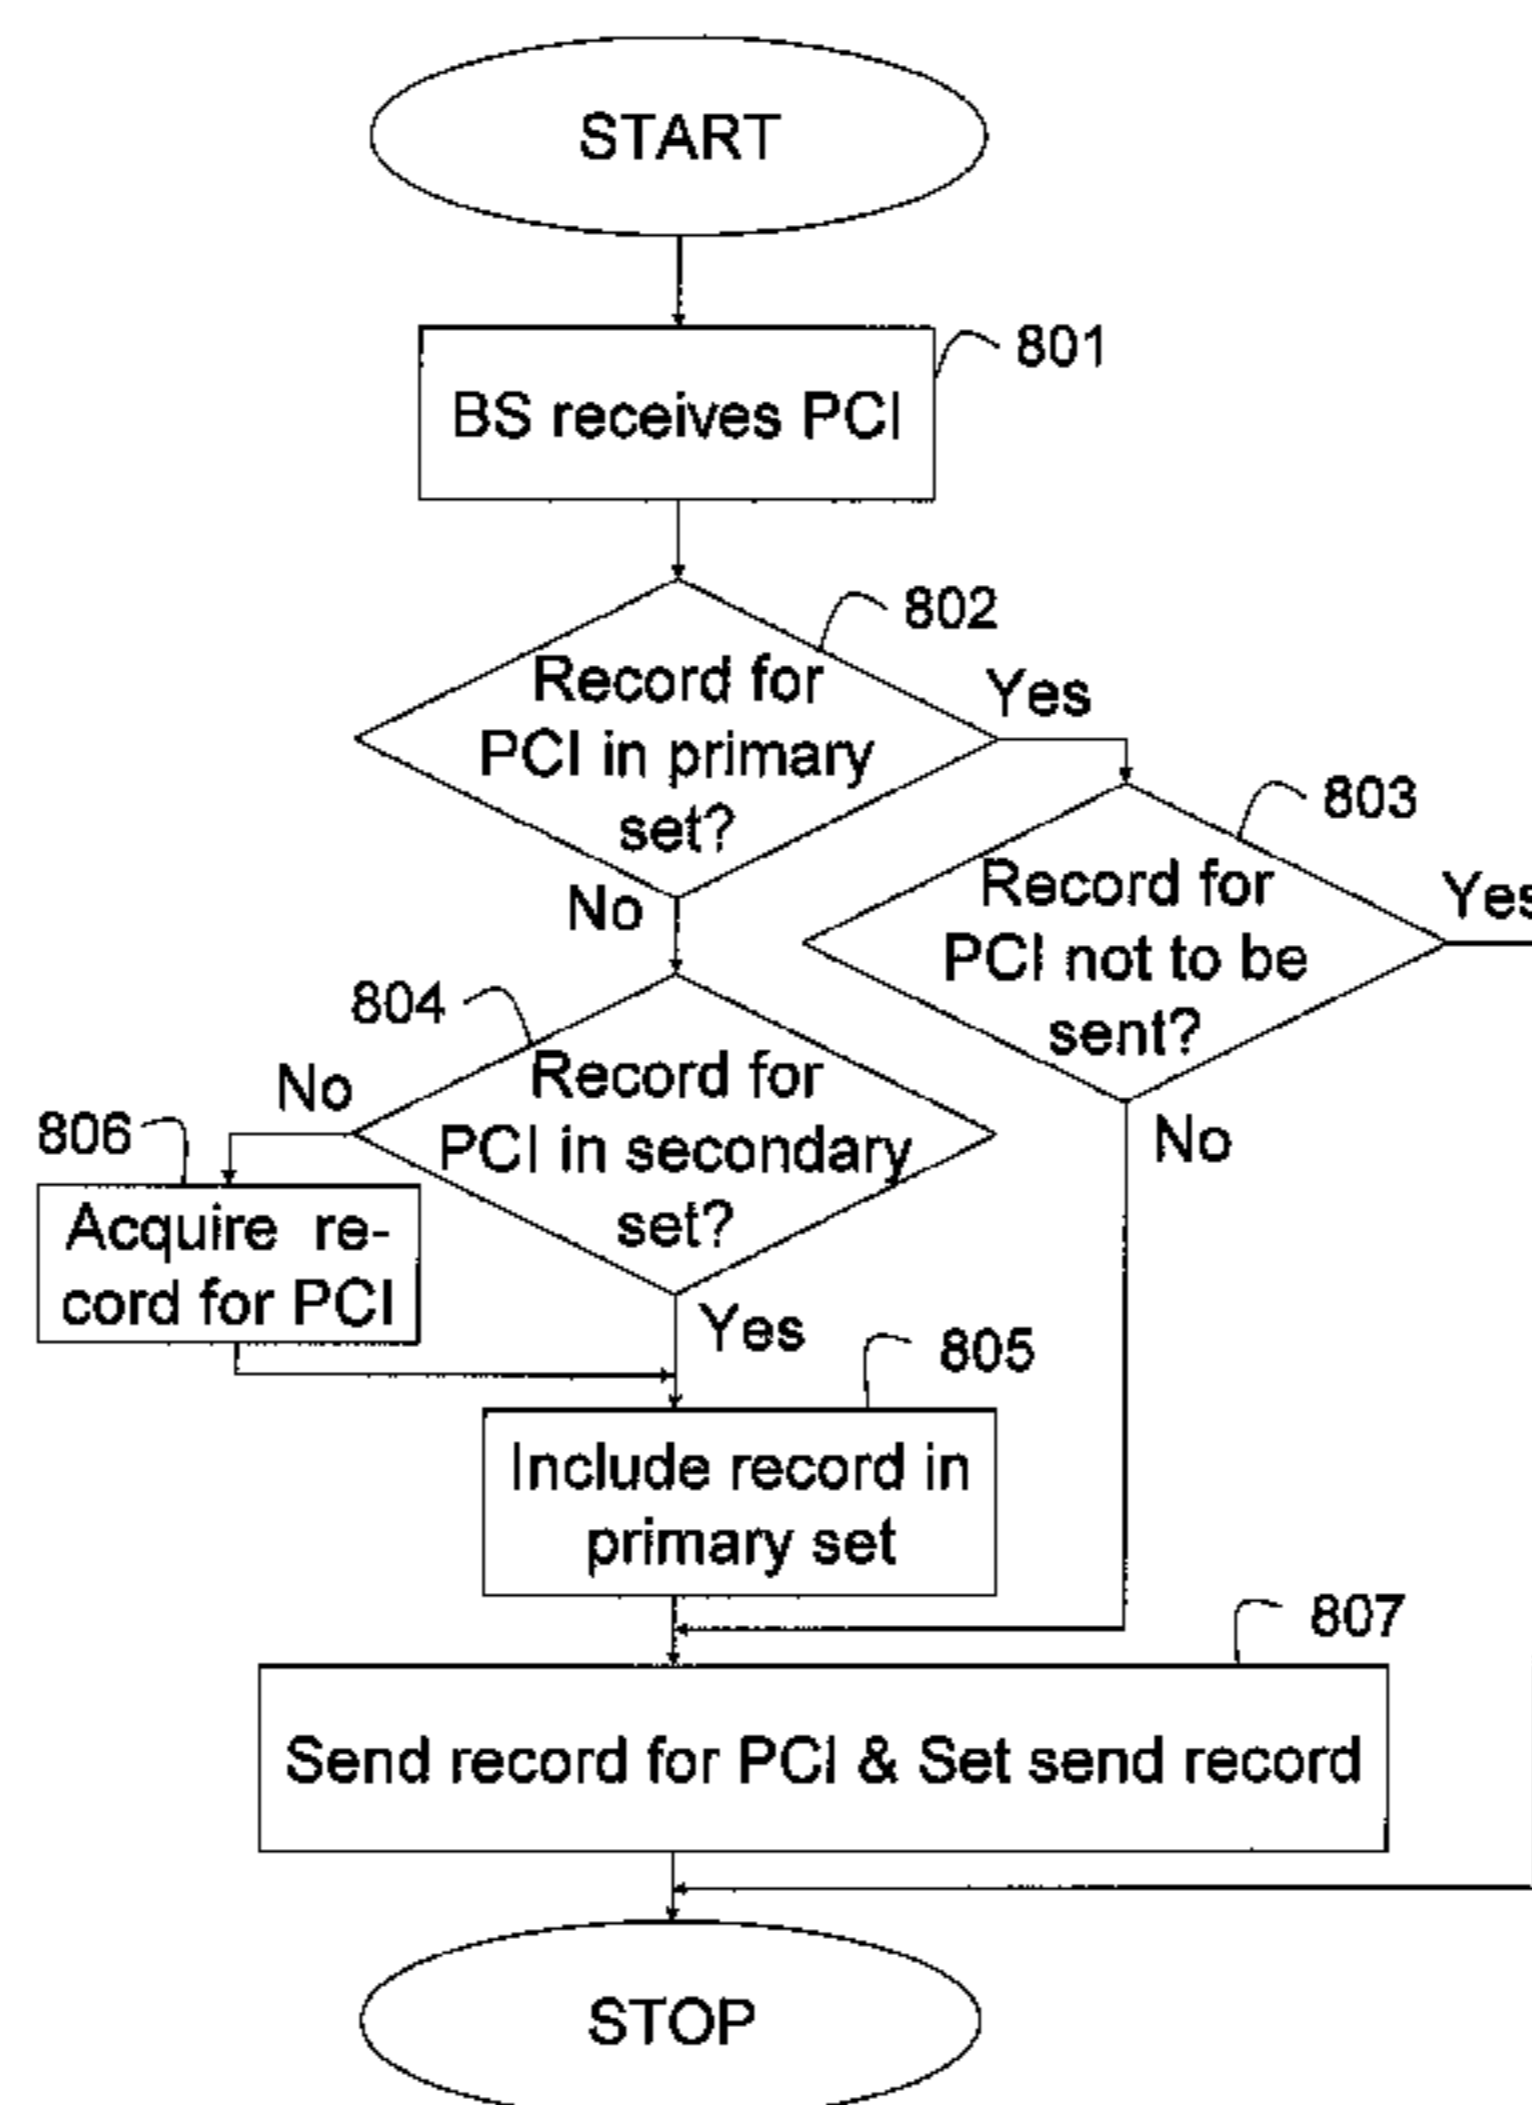 START
801
BS receives PCI
802
Record for
PCI in primary
set?
Yes
803
Record for
PCI not to be
sent?
Yes
No
804
Record for
PCI in secondary
set?
No
No
806
Acquire re-
cord for PCI
Yes
805
Include record in
primary set
807
Send record for PCI & Set send record
STOP